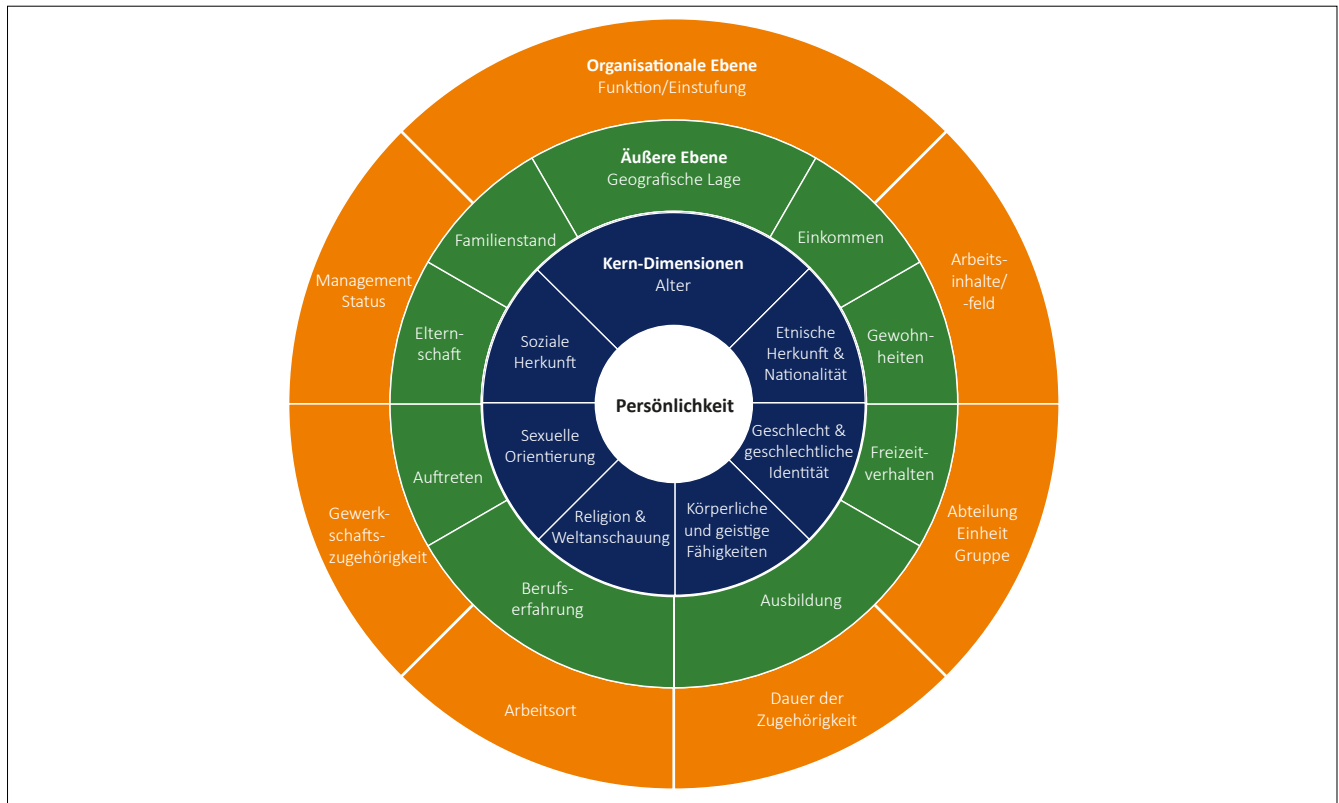 Organisationale Ebene
Funktion/Einstufung
Äußere Ebene
Geografische Lage
Familienstand
Einkommen
Kern-Dimensionen
Alter
Management
Status
Arbeits-
inhalte/
-feld
Eltern-
schaft
Soziale
Herkunft
Etnische
Herkunft &
Nationalität
Gewohn-
heiten
Persönlichkeit
Sexuelle
Orientierung
Geschlecht &
geschlechtliche
Identität
Auftreten
Freizeit-
verhalten
Gewerk-
schafts-
zugehörigkeit
Religion &
Weltanschauung
Körperliche
und geistige
Fähigkeiten
Abteilung
Einheit
Gruppe
Berufs-
erfahrung
Ausbildung
Arbeitsort
Dauer der
Zugehörigkeit